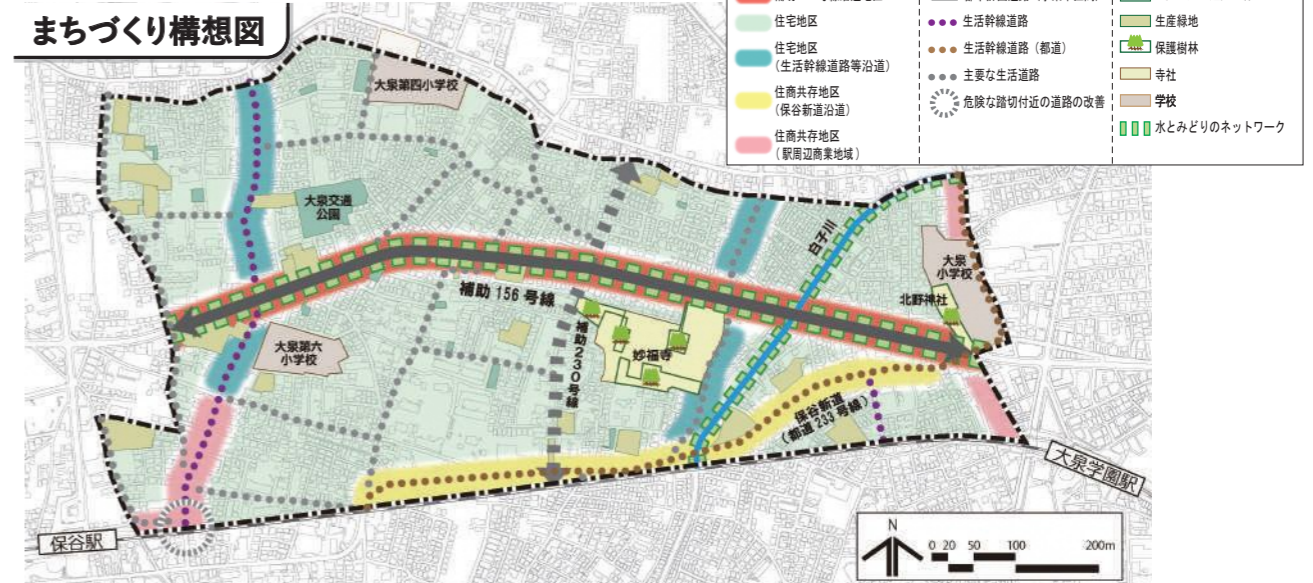 まちづくり構想図
住宅地区
住宅地区
(生活幹線道路等沿道)
住商共存地区
(保谷新道沿道)
住商共存地区
(駅周辺商業地域)
生活幹線道路
生活幹線道路(都道)
主要な生活道路
危険な踏切付近の道路の改善
生産緑地
保護樹林
寺社
学校
水とみどりのネットワーク
大泉第四小学校
大泉交通
公園
白子川
大泉
小学校
補助156号線
北野神社
補助230号線
妙福寺
大泉第六
小学校
保谷新道
(都道233号線)
大泉学園駅
保谷駅
N
0 20 50 100 200m